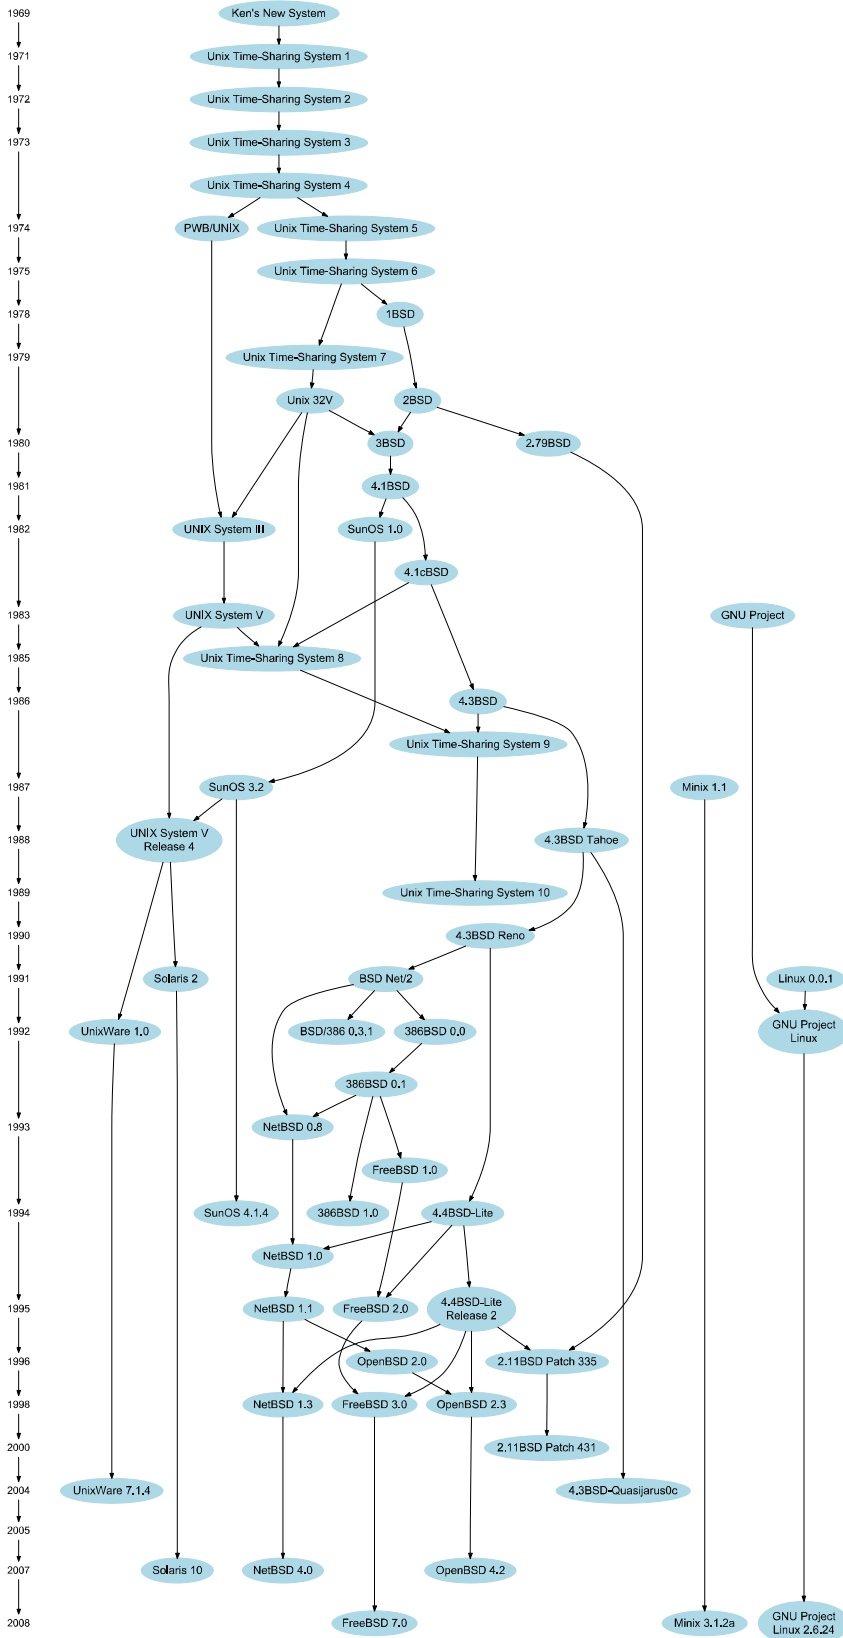 1969
Ken's New System
1971
Unix Time-Sharing System 1
1972
Unix Time-Sharing System 2
1973
Unix Time-Sharing System 3
Unix Time-Sharing System 4
1974
PWB/UNIX
Unix Time-Sharing System 5
1975
Unix Time-Sharing System 6
1978
1BSD
1979
Unix Time-Sharing System 7
Unix 32V
2BSD
1980
3BSD
2.79BSD
1981
4.1BSD
1982
UNIX System III
SunOS 1.0
4.1cBSD
1983
UNIX System V
GNU Project
1985
Unix Time-Sharing System 8
1986
4.3BSD
Unix Time-Sharing System 9
1987
SunOS 3.2
Minix 1.1
1988
UNIX System V
Release 4
4.3BSD Tahoe
1989
Unix Time-Sharing System 10
1990
4.3BSD Reno
1991
Solaris 2
BSD Net/2
Linux 0.0.1
1992
UnixWare 1.0
BSD/386 0.3.1
386BSD 0.0
GNU Project
Linux
386BSD 0.1
1993
NetBSD 0.8
FreeBSD 1.0
1994
SunOS 4.1.4
386BSD 1.0
4.4BSD-Lite
NetBSD 1.0
1995
NetBSD 1.1
FreeBSD 2.0
4.4BSD-Lite
Release 2
1996
OpenBSD 2.0
2.11BSD Patch 335
1998
NetBSD 1.3
FreeBSD 3.0
OpenBSD 2.3
2000
2.11BSD Patch 431
2004
UnixWare 7.1.4
4.3BSD-Quasijarus0c
2005
2007
Solaris 10
NetBSD 4.0
OpenBSD 4.2
2008
FreeBSD 7.0
Minix 3.1.2a
GNU Project
Linux 2.6.24